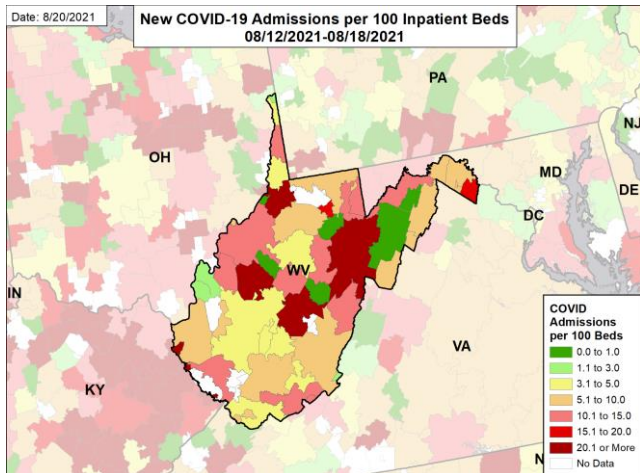 Date: 8/20/2021
New COVID-19 Admissions per 100 Inpatient Beds
08/12/2021-08/18/2021
PA
NJ
OH
MD
DE
DC
IN
WV
VA
KY
N
COVID
Admissions
per 100 Beds
0.0 to 1.0
1.1 to 3.0
3.1 to 5.0
5.1 to 10.0
10.1 to 15.0
15.1 to 20.0
20.1 or More
No Data